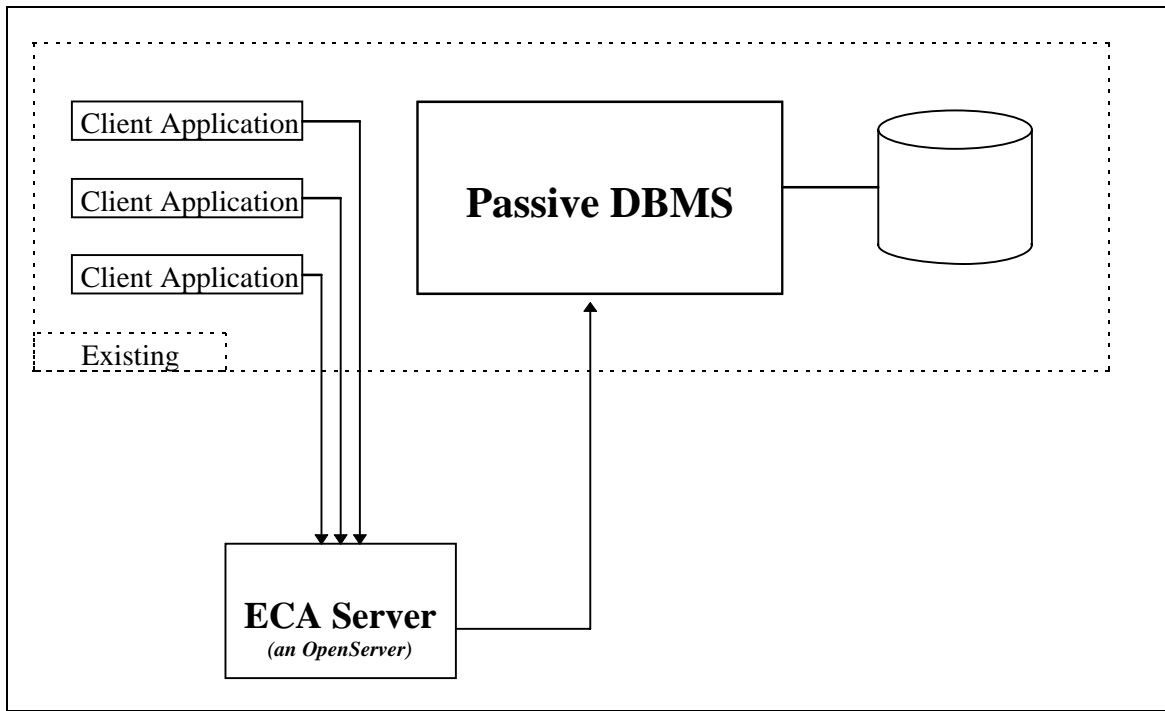 Client Application
Client Application
Client Application
Passive DBMS
Existing
ECA Server
(an OpenServer)